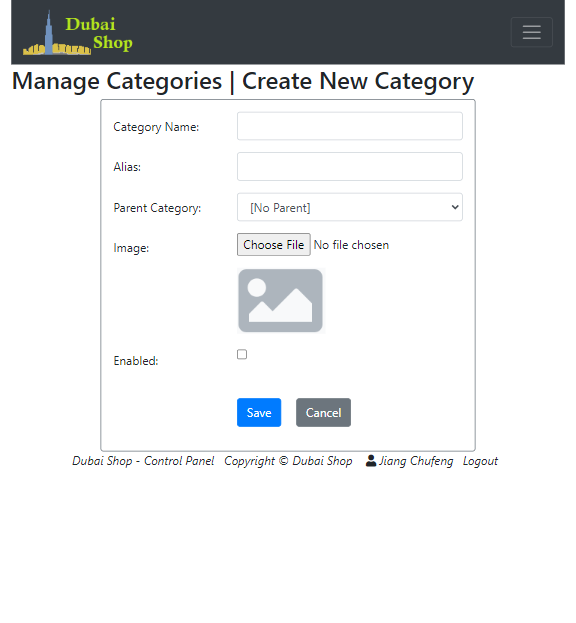 Dubai
Shop
Manage Categories | Create New Category
Category Name:
Alias:
Parent Category:
[No Parent]
Image:
Choose File No file chosen
Enabled:
Save Cancel
Dubai Shop - Control Panel Copyright © Dubai Shop Jiang Chufeng Logout